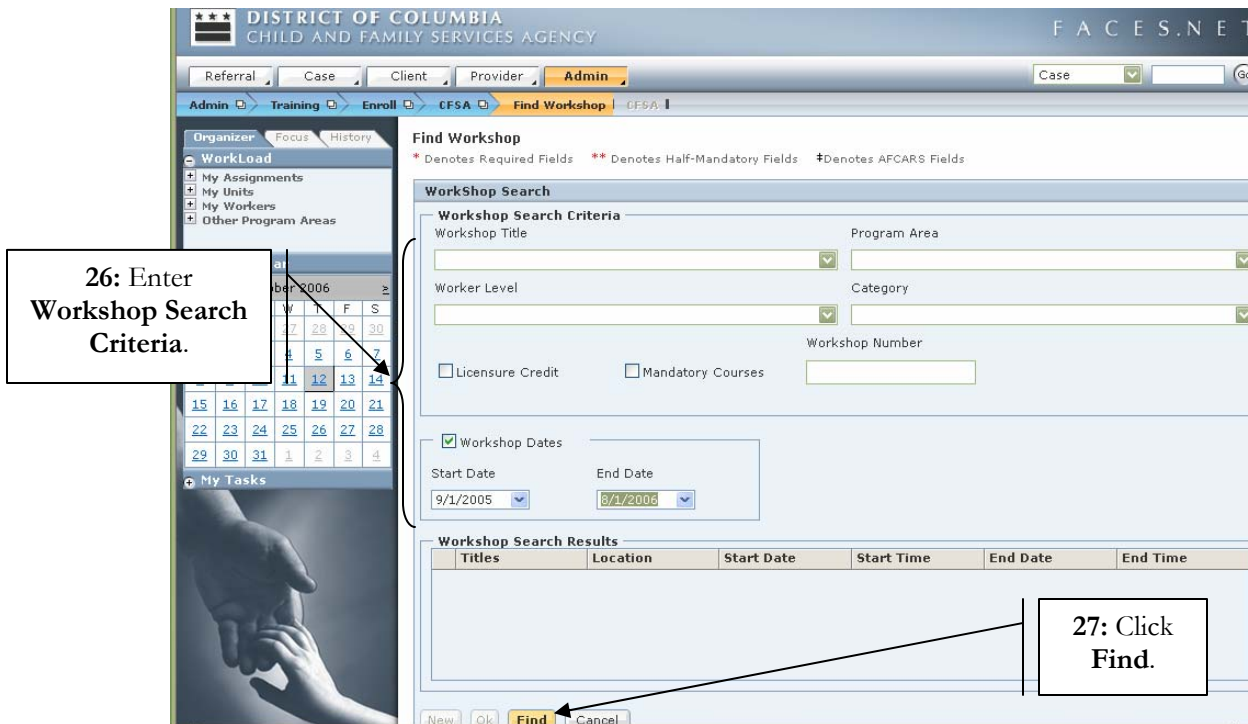 DISTRICT OF COLUMBIA
CHILD AND FAMILY SERVICES AGENCY
FACES.NET
Referral Case Client Provider Admin Case Go
Admin Training Enroll CFSA Find Workshop CFSA
Organizer Focus History
WorkLoad
My Assignments
My Units
My Workers
Other Program Areas
ber 2006 ≥
W T F S
27 28 29 30
4 5 6 7
11 12 13 14
15 16 17 18 19 20 21
22 23 24 25 26 27 28
29 30 31 1 2 3 4
My Tasks
26: Enter
Workshop Search
Criteria.
Find Workshop
* Denotes Required Fields ** Denotes Half-Mandatory Fields ‡Denotes AFCARS Fields
WorkShop Search
Workshop Search Criteria
Workshop Title Program Area
Worker Level Category
Workshop Number
Licensure Credit Mandatory Courses
Workshop Dates
Start Date End Date
9/1/2005 8/1/2006
Workshop Search Results
Titles Location Start Date Start Time End Date End Time
27: Click
Find.
New Ok Find Cancel